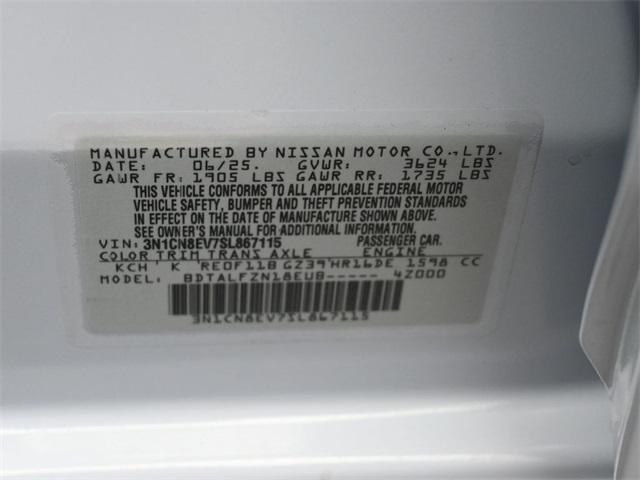 MANUFACTURED BY NISSAN MOTOR CO.,LTD.
DATE: 06/25. GVWR: 3624 LBS
GAWR FR: 1905 LBS GAWR RR: 1735 LBS
THIS VEHICLE CONFORMS TO ALL APPLICABLE FEDERAL MOTOR
VEHICLE SAFETY, BUMPER AND THEFT PREVENTION STANDARDS
IN EFFECT ON THE DATE OF MANUFACTURE SHOWN ABOVE.
SEE OWNER'S MANUAL FOR ADDITIONAL INFORMATION.
VIN: 3N1CN8EV7SL867115 PASSENGER CAR.
COLOR TRIM TRANS AXLE ENGINE
KCH K RE0F11B GZ39 HR16DE 1598 CC
MODEL: BDTALFZN18EUB----- 4Z000
3N1CN8EV7SL867115